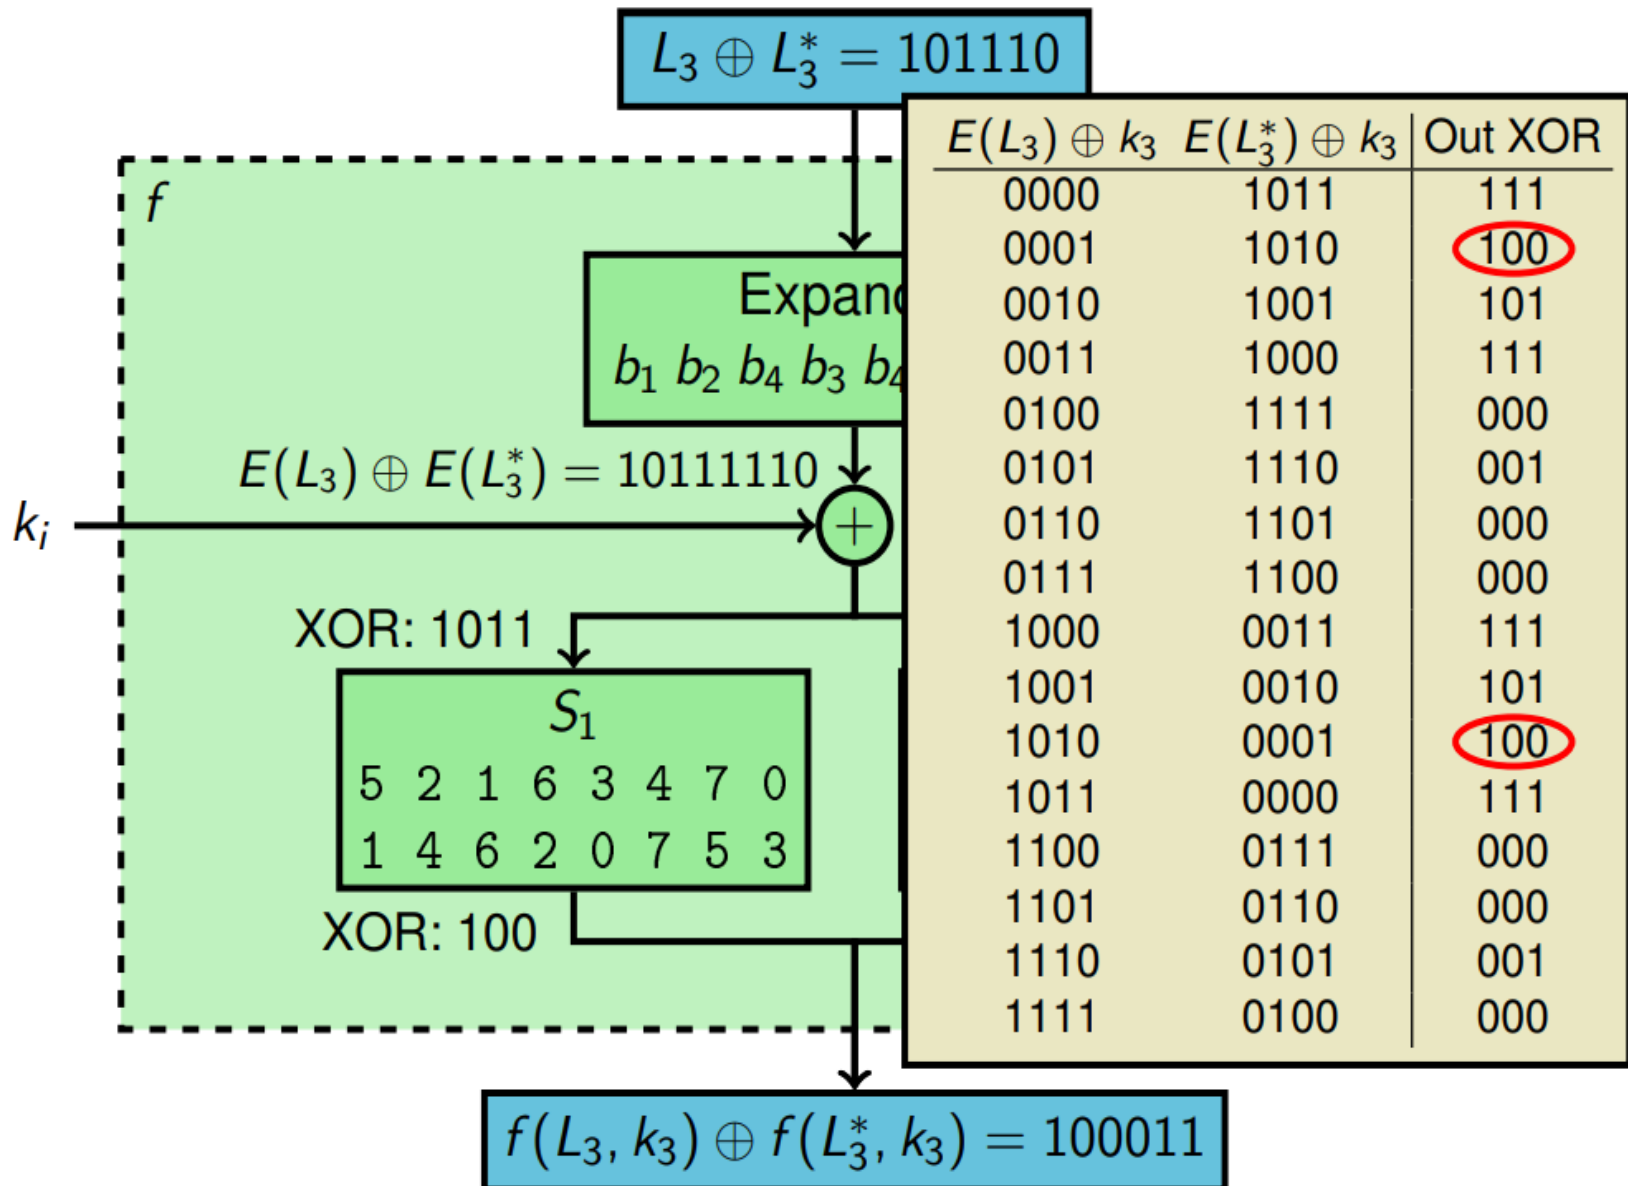 L₃ ⊕ L₃* = 101110
f
Expan
b₁ b₂ b₄ b₃ b₄
E(L₃) ⊕ E(L₃*) = 10111110
kᵢ
+
XOR: 1011
S₁
5 2 1 6 3 4 7 0
1 4 6 2 0 7 5 3
XOR: 100
f(L₃, k₃) ⊕ f(L₃*, k₃) = 100011
E(L₃) ⊕ k₃ E(L₃*) ⊕ k₃ Out XOR
0000 1011 111
0001 1010 100
0010 1001 101
0011 1000 111
0100 1111 000
0101 1110 001
0110 1101 000
0111 1100 000
1000 0011 111
1001 0010 101
1010 0001 100
1011 0000 111
1100 0111 000
1101 0110 000
1110 0101 001
1111 0100 000